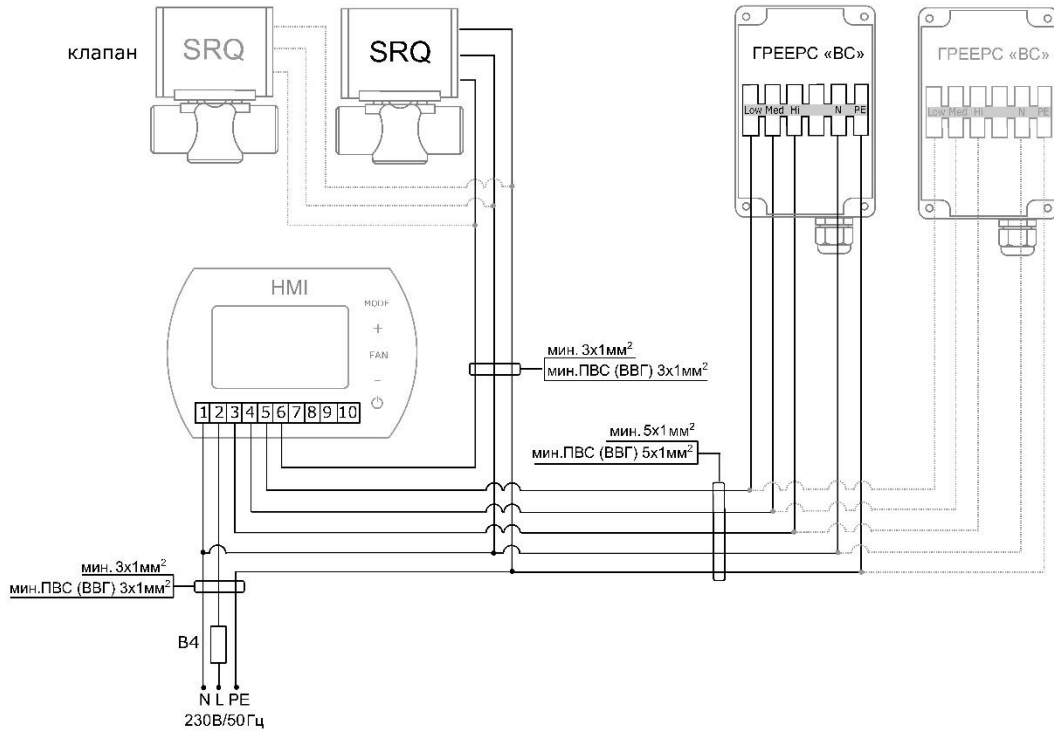 клапан
SRQ
SRQ
ГРЕЕРС «ВС»
Low Med Hi N PE
ГРЕЕРС «ВС»
Low Med Hi N PE
HMI
MODE
+
FAN
−
1 2 3 4 5 6 7 8 9 10
мин. 3х1мм²
мин.ПВС (ВВГ) 3х1мм²
мин. 5х1мм²
мин.ПВС (ВВГ) 5х1мм²
мин. 3х1мм²
мин.ПВС (ВВГ) 3х1мм²
В4
N L PE
230В/50Гц